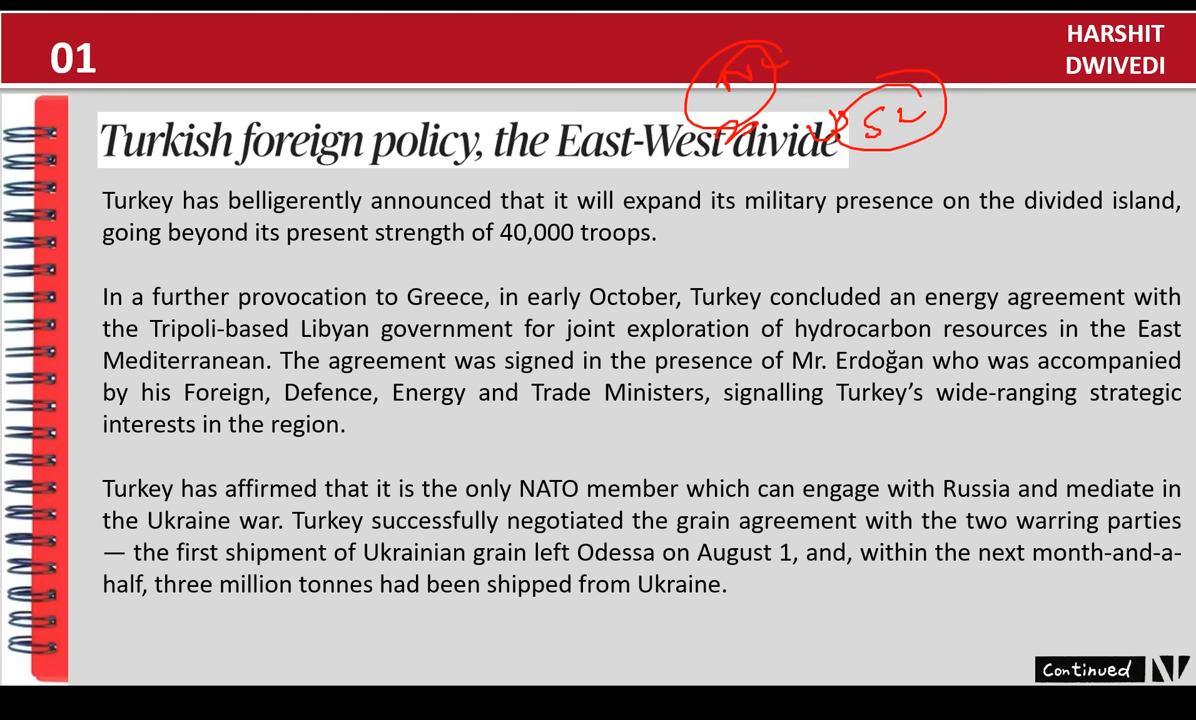 01
HARSHIT
DWIVEDI
Turkish foreign policy, the East-West divide
Turkey has belligerently announced that it will expand its military presence on the divided island,
going beyond its present strength of 40,000 troops.
In a further provocation to Greece, in early October, Turkey concluded an energy agreement with
the Tripoli-based Libyan government for joint exploration of hydrocarbon resources in the East
Mediterranean. The agreement was signed in the presence of Mr. Erdoğan who was accompanied
by his Foreign, Defence, Energy and Trade Ministers, signalling Turkey’s wide-ranging strategic
interests in the region.
Turkey has affirmed that it is the only NATO member which can engage with Russia and mediate in
the Ukraine war. Turkey successfully negotiated the grain agreement with the two warring parties
— the first shipment of Ukrainian grain left Odessa on August 1, and, within the next month-and-a-
half, three million tonnes had been shipped from Ukraine.
Continued